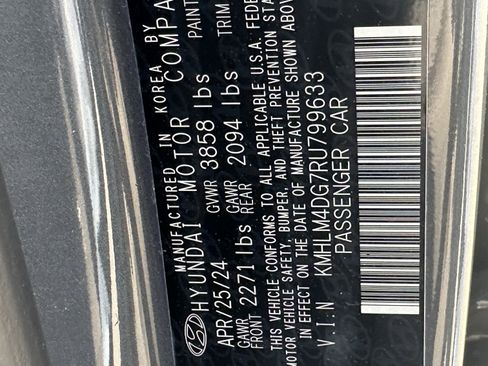 MANUFACTURED IN KOREA BY
HYUNDAI MOTOR COMPA
APR/25/24 GVWR 3858 lbs PAINT
GAWR FRONT 2271 lbs GAWR REAR 2094 lbs TRIM
THIS VEHICLE CONFORMS TO ALL APPLICABLE U.S.A. FEDE
MOTOR VEHICLE SAFETY, BUMPER, AND THEFT PREVENTION STA
IN EFFECT ON THE DATE OF MANUFACTURE SHOWN ABOVE
V.I.N KMHLM4DG7RU799633
PASSENGER CAR